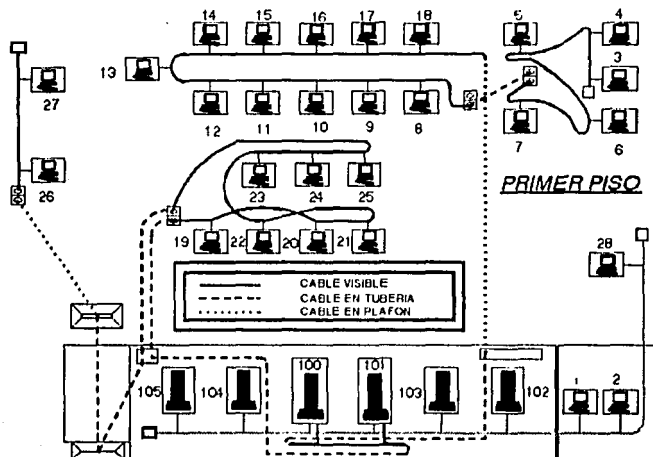 14 15 16 17 18 5 4
13 3
27
12 11 10 9 8 7 6
PRIMER PISO
23 24 25
26
19 22 20 21
28
CABLE VISIBLE
CABLE EN TUBERIA
CABLE EN PLAFON
105 104 100 101 103 102 1 2